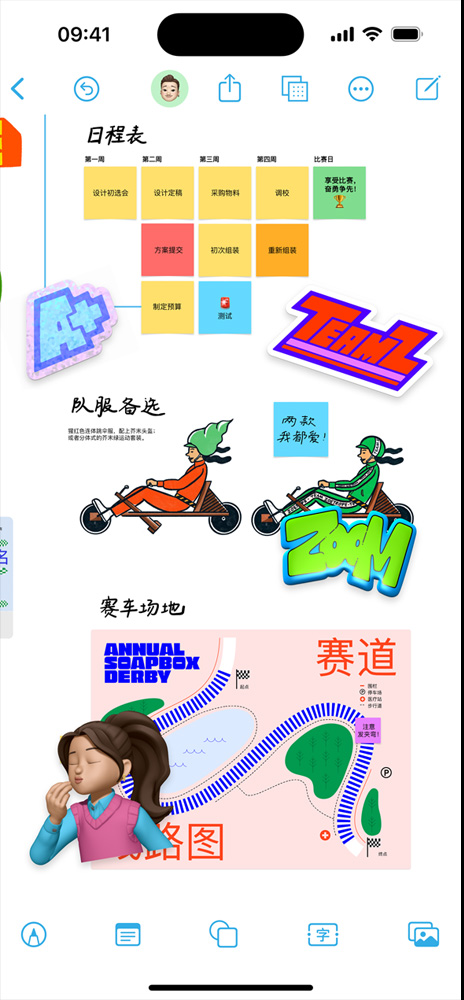 09:41
日程表
第一周
第二周
第三周
第四周
比赛日
设计初选会
设计定稿
采购物料
调校
享受比赛，
奋勇争先！
方案提交
初次组装
重新组装
制定预算
测试
A+
TEAM 1
队服备选
猩红色连体跳伞服，配上芥末头盔；
或者分体式的芥末绿运动套装。
两款
我都爱！
ZOOM
名
赛车场地
ANNUAL
SOAPBOX
DERBY
赛道
起点
围栏
停车场
医疗站
步行道
注意
发夹弯！
P
终点
路图
字